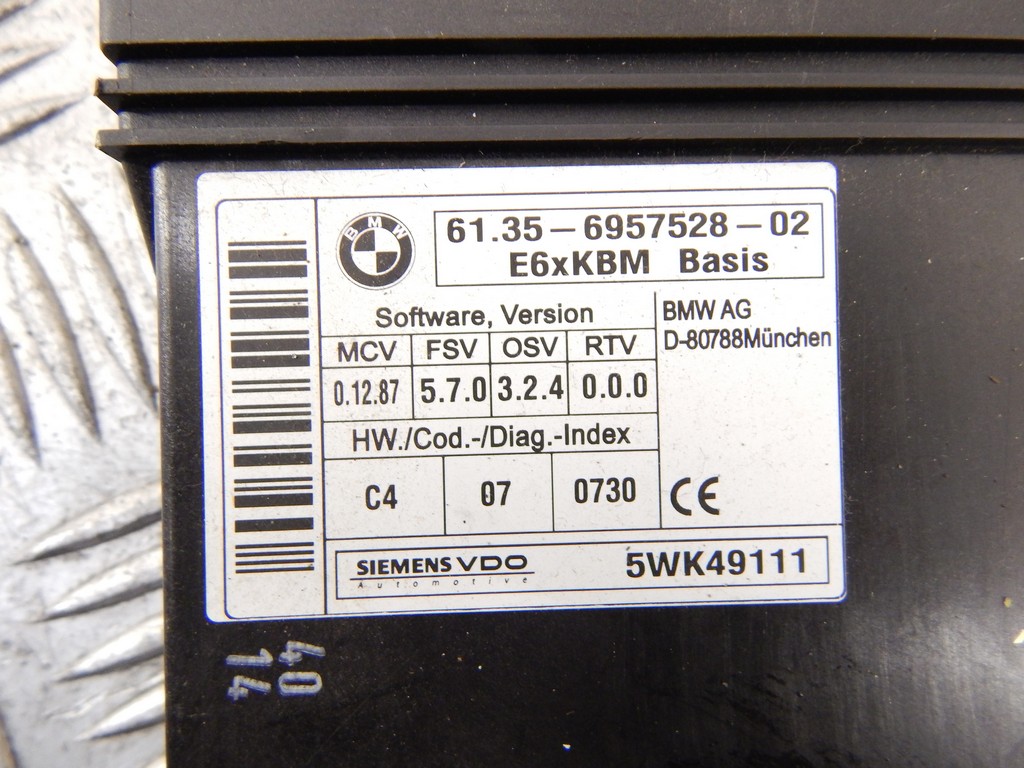 BMW
61.35-6957528-02
E6xKBM Basis
Software, Version
MCV FSV OSV RTV
0.12.87 5.7.0 3.2.4 0.0.0
BMW AG
D-80788München
HW./Cod.-/Diag.-Index
C4 07 0730
CE
SIEMENS VDO
Automotive
5WK49111
40
14